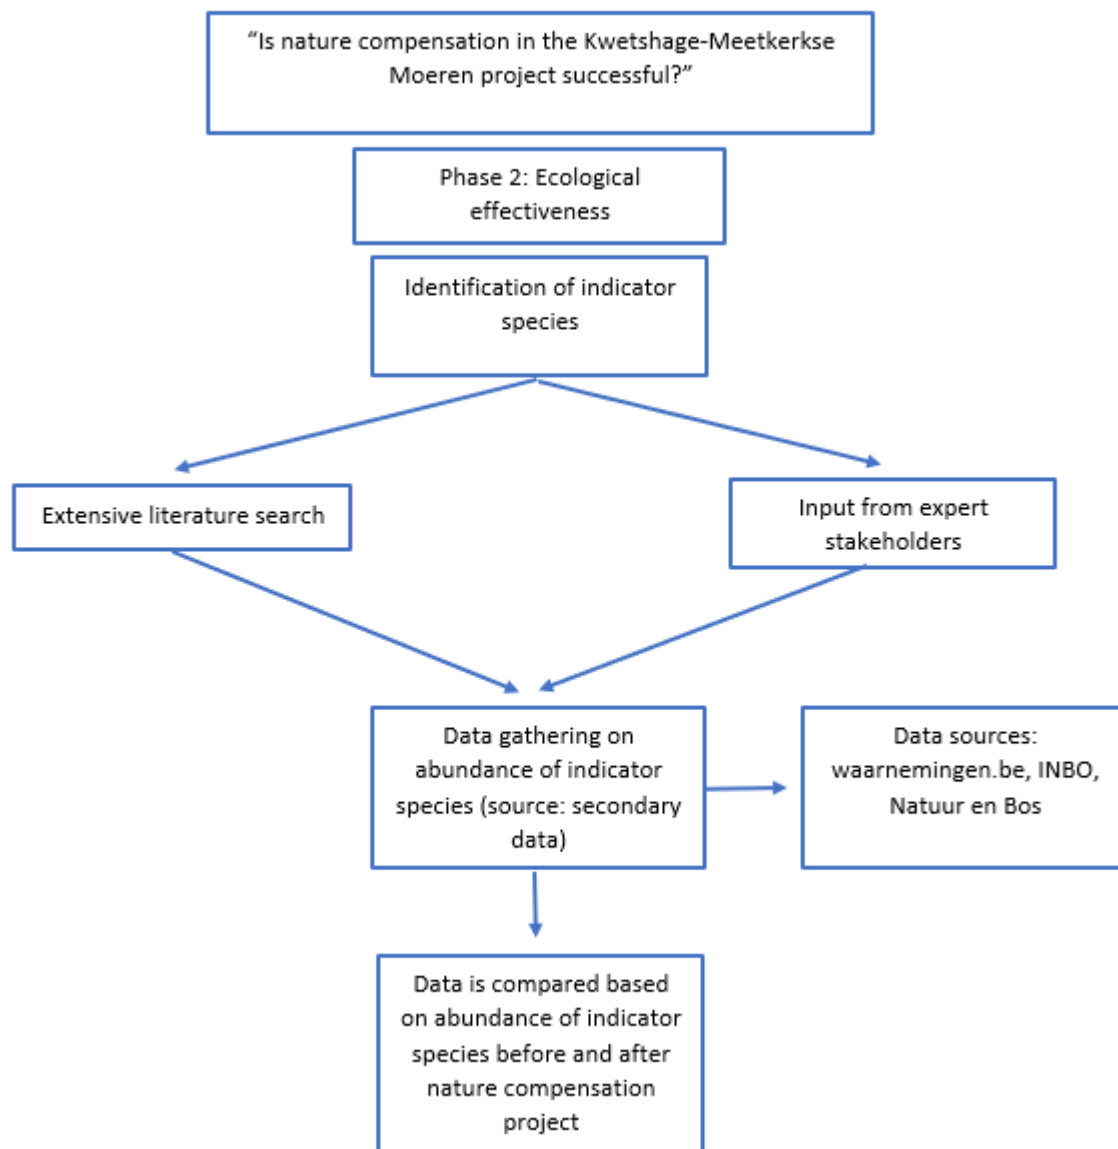 “Is nature compensation in the Kwetshage-Meetkerkse
Moeren project successful?”
Phase 2: Ecological
effectiveness
Identification of indicator
species
Extensive literature search
Input from expert
stakeholders
Data gathering on
abundance of indicator
species (source: secondary
data)
Data sources:
waarnemingen.be, INBO,
Natuur en Bos
Data is compared based
on abundance of indicator
species before and after
nature compensation
project